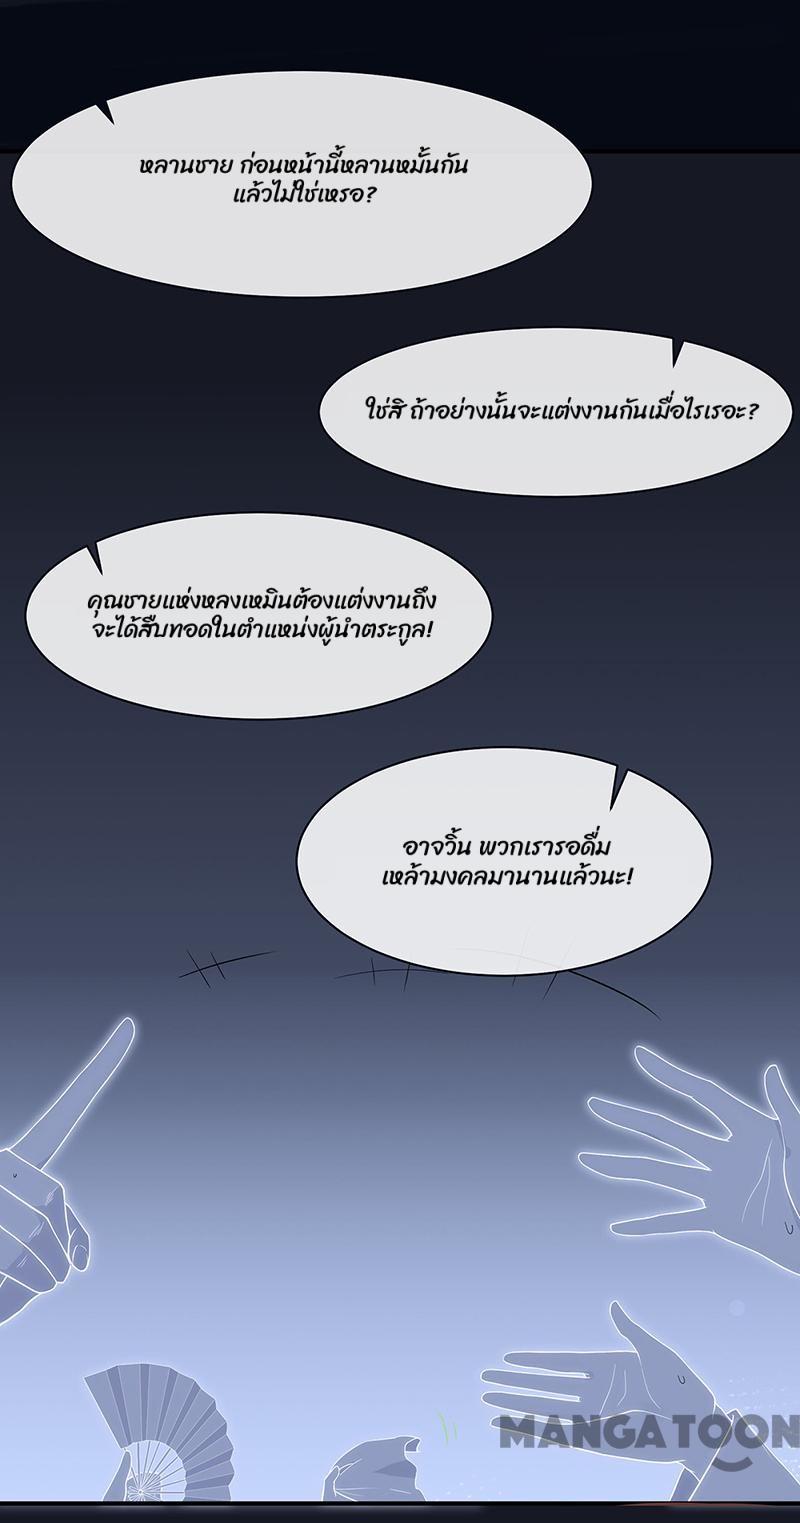 หลานชาย ก่อนหน้านี้หลานหมั้นกัน
แล้วไม่ใช่เหรอ?
ใช่สิ ถ้าอย่างนั้นจะแต่งงานกันเมื่อไรเรอะ?
คุณชายแห่งหลงเหมินต้องแต่งงานถึง
จะได้สืบทอดในตำแหน่งผู้นำตระกูล!
อาจวิ้น พวกเรารอดื่ม
เหล้ามงคลมานานแล้วนะ!
MANGATOON